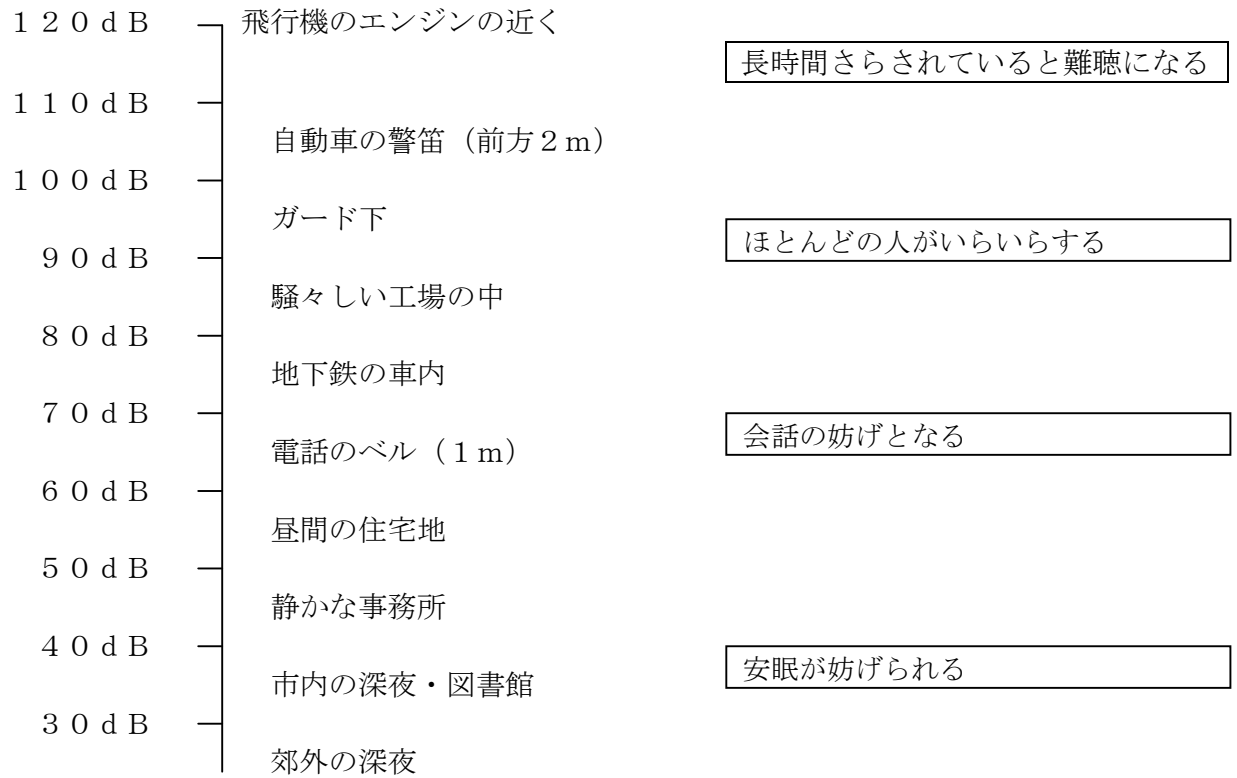 １２０ｄＢ 飛行機のエンジンの近く
長時間さらされていると難聴になる
１１０ｄＢ
自動車の警笛（前方２ｍ）
１００ｄＢ
ガード下
ほとんどの人がいらいらする
９０ｄＢ
騒々しい工場の中
８０ｄＢ
地下鉄の車内
７０ｄＢ
会話の妨げとなる
電話のベル（１ｍ）
６０ｄＢ
昼間の住宅地
５０ｄＢ
静かな事務所
４０ｄＢ
安眠が妨げられる
市内の深夜・図書館
３０ｄＢ
郊外の深夜